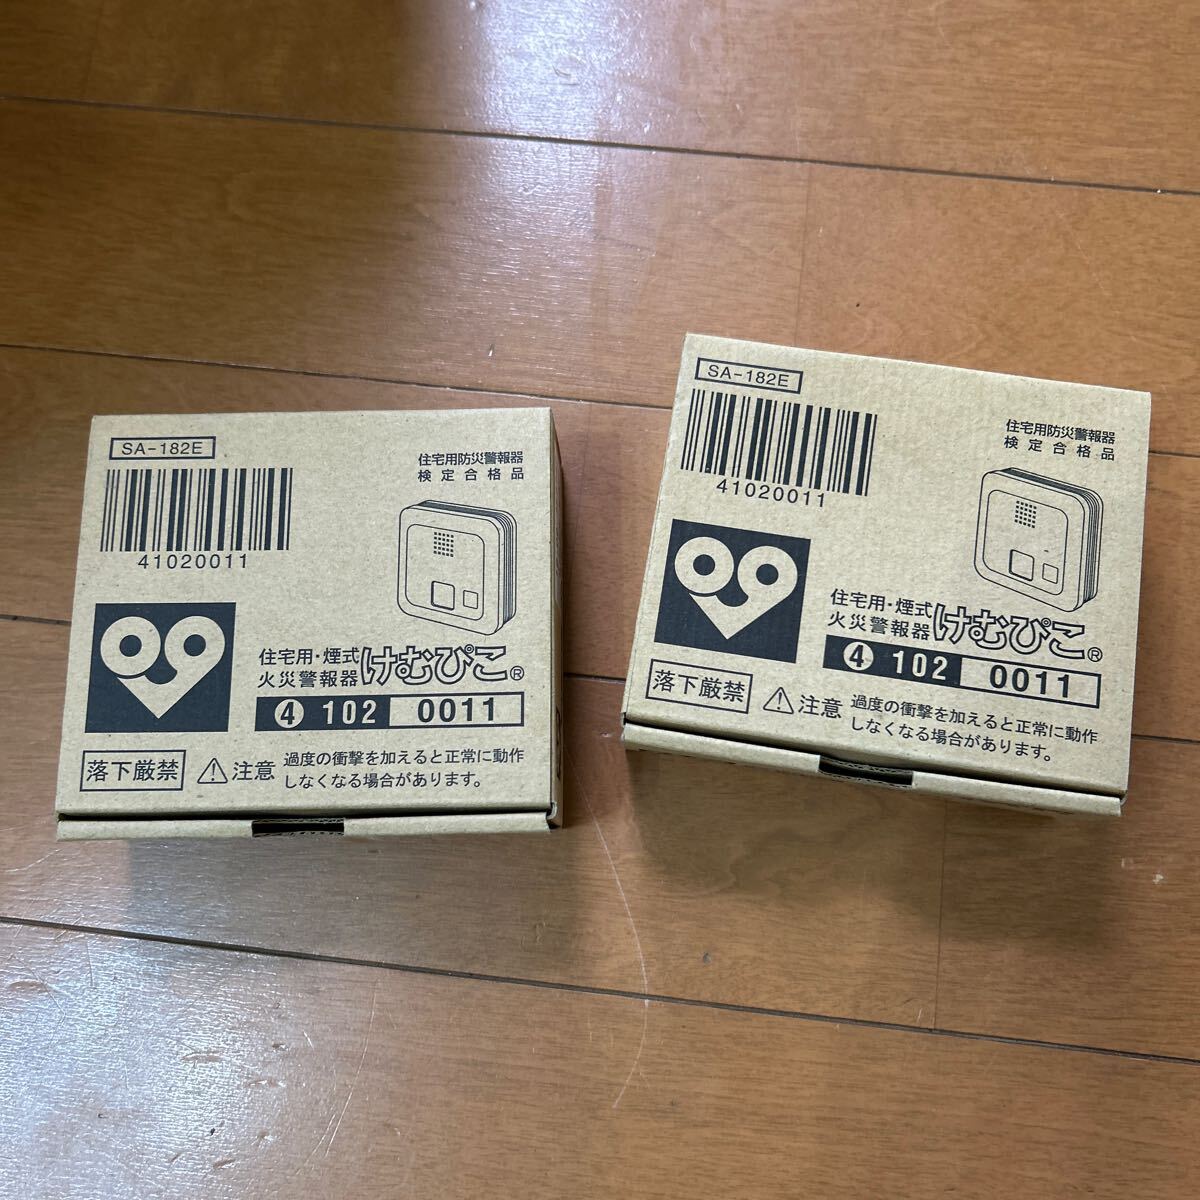 SA-182E
住宅用防災警報器
検定合格品
41020011
住宅用・煙式
火災警報器 けむぴこ®
4 102 0011
落下厳禁 注意 過度の衝撃を加えると正常に動作
しなくなる場合があります。
SA-182E
住宅用防災警報器
検定合格品
41020011
住宅用・煙式
火災警報器 けむぴこ®
4 102 0011
落下厳禁 注意 過度の衝撃を加えると正常に動作
しなくなる場合があります。